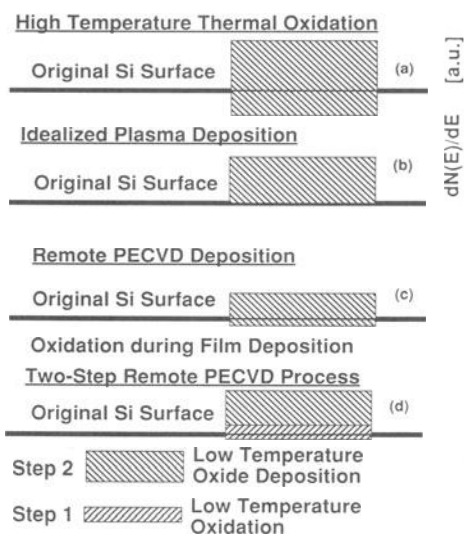 High Temperature Thermal Oxidation
Original Si Surface
(a)
Idealized Plasma Deposition
Original Si Surface
(b)
Remote PECVD Deposition
Original Si Surface
(c)
Oxidation during Film Deposition
Two-Step Remote PECVD Process
Original Si Surface
(d)
Step 2
Low Temperature
Oxide Deposition
Step 1
Low Temperature
Oxidation
dN(E)/dE [a.u.]